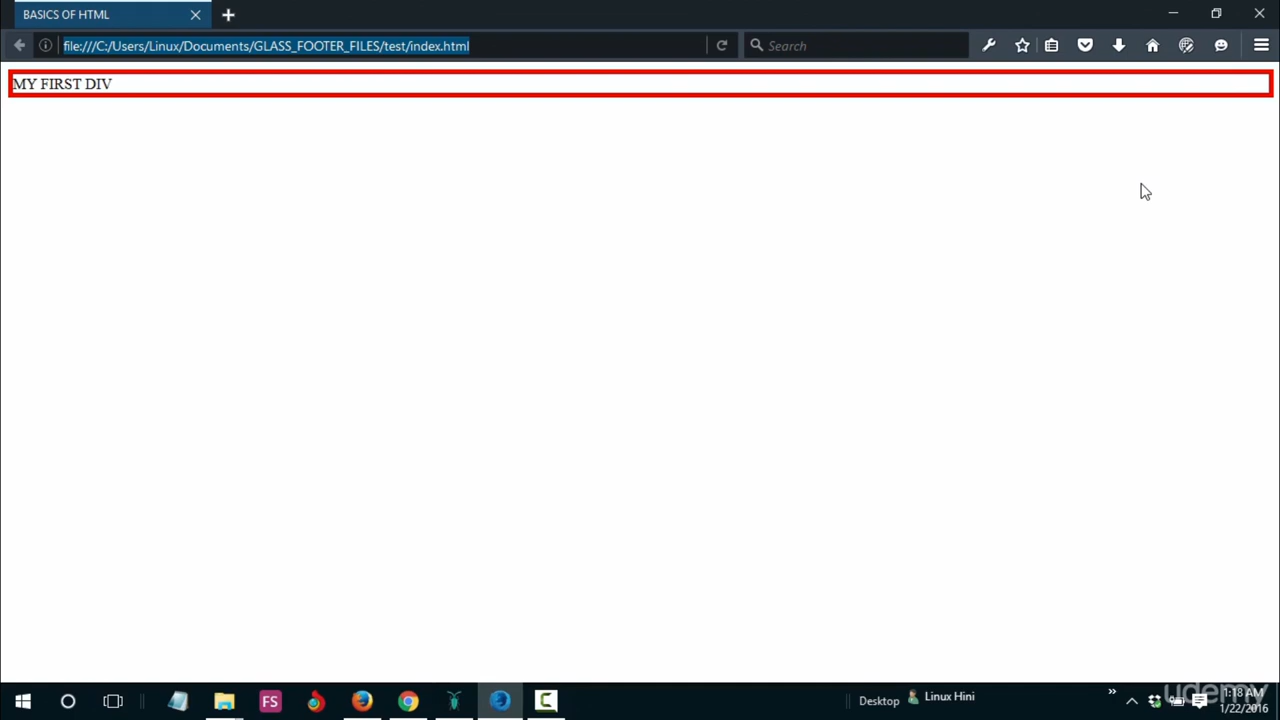 BASICS OF HTML
file:///C:/Users/Linux/Documents/GLASS_FOOTER_FILES/test/index.html
Search
MY FIRST DIV
FS
Desktop
Linux Hini
1:18 AM
1/22/2016
udemy